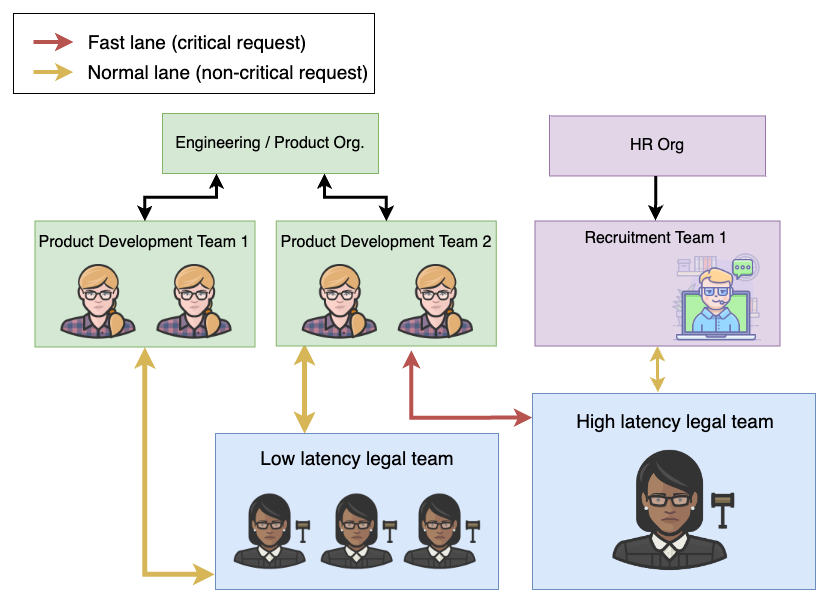 Fast lane (critical request)
Normal lane (non-critical request)
Engineering / Product Org.
HR Org
Product Development Team 1
Product Development Team 2
Recruitment Team 1
Low latency legal team
High latency legal team